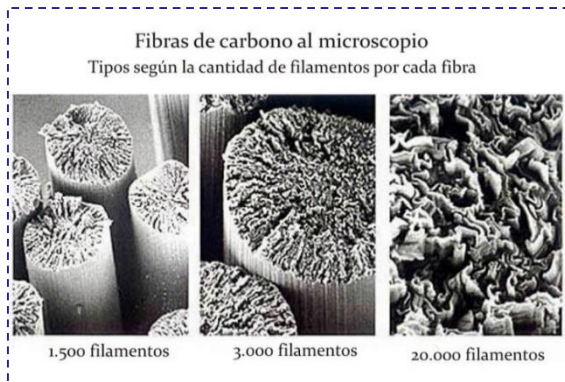 Fibras de carbono al microscopio
Tipos según la cantidad de filamentos por cada fibra
1.500 filamentos
3.000 filamentos
20.000 filamentos